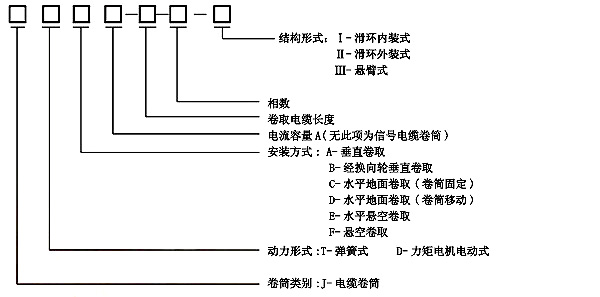 结构形式：Ⅰ-滑环内装式
Ⅱ-滑环外装式
Ⅲ-悬臂式
相数
卷取电缆长度
电流容量A(无此项为信号电缆卷筒)
安装方式：A-垂直卷取
B-经换向轮垂直卷取
C-水平地面卷取(卷筒固定)
D-水平地面卷取(卷筒移动)
E-水平悬空卷取
F-悬空卷取
动力形式:T-弹簧式 D-力矩电机电动式
卷筒类别:J-电缆卷筒